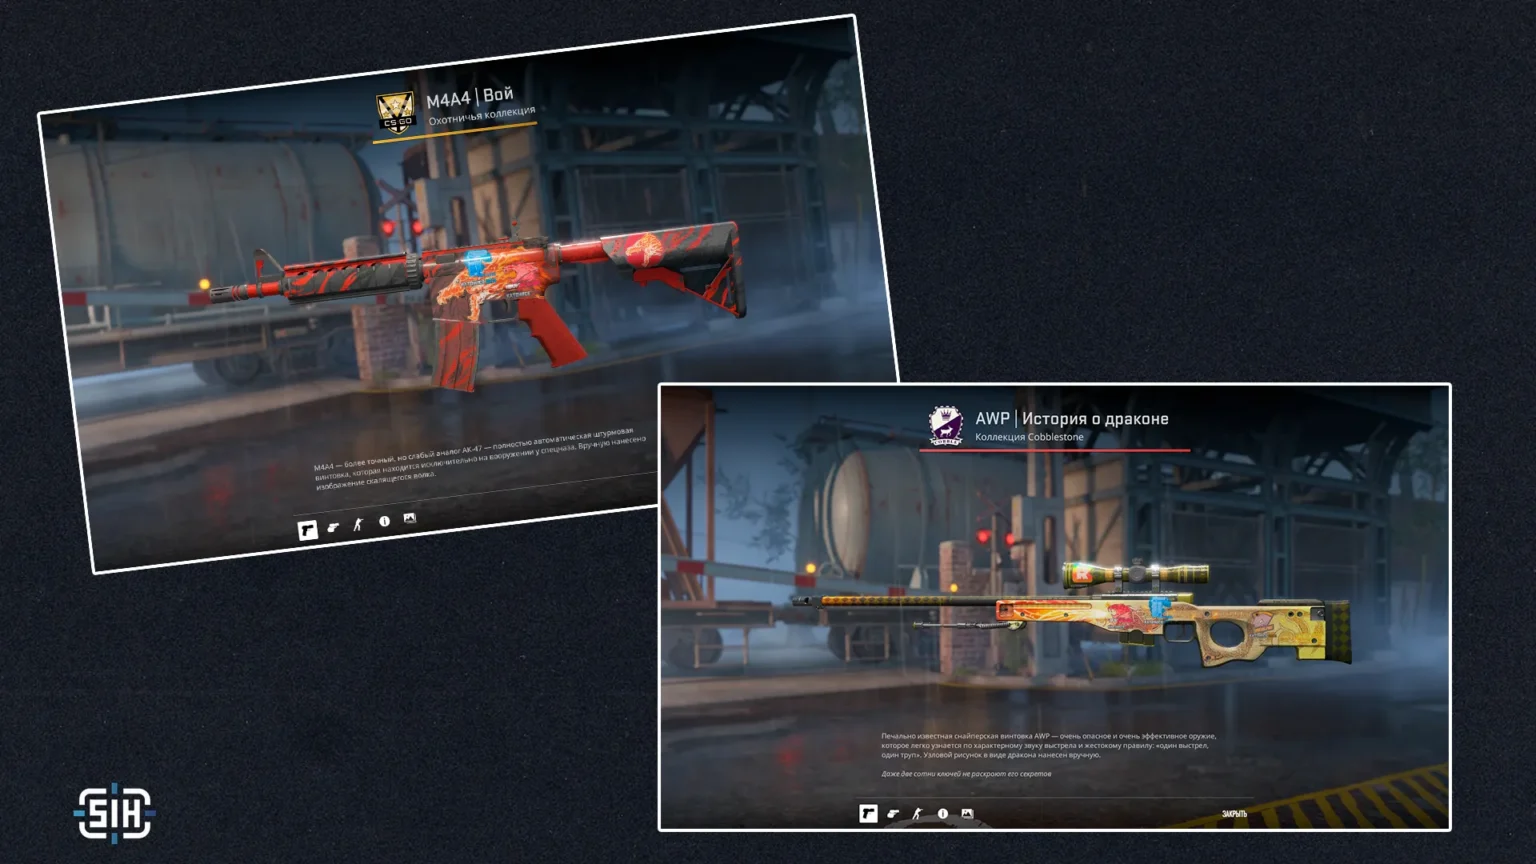 CS GO
M4A4 | Вой
Охотничья коллекция
M4A4 — более точный, но слабый аналог АК-47 — полностью автоматическая штурмовая
винтовка, которая находится исключительно на вооружении у спецназа. Вручную нанесено
изображение скалящегося волка.
AWP | История о драконе
Коллекция Cobblestone
Печально известная снайперская винтовка AWP — очень опасное и очень эффективное оружие,
которое легко узнается по характерному звуку выстрела и жестокому правилу: «один выстрел,
один труп». Узловой рисунок в виде дракона нанесен вручную.
Даже две сотни ключей не раскроют его секретов
ЗАКРЫТЬ
SIH